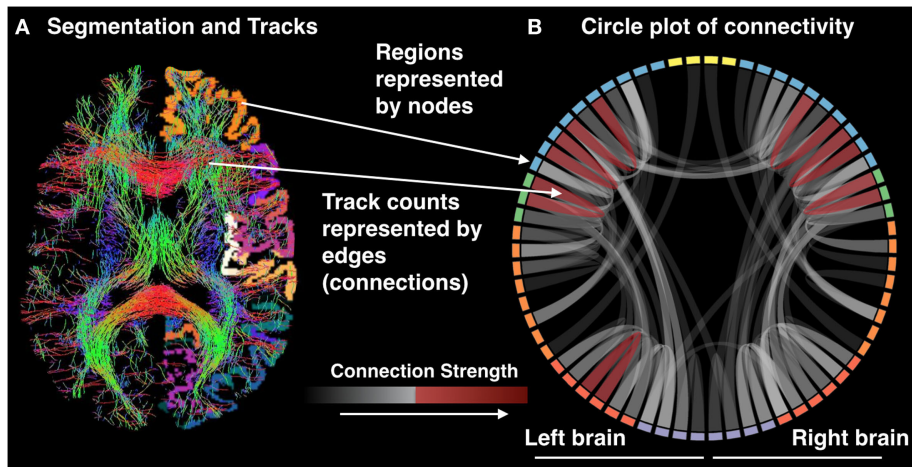 A Segmentation and Tracks
B Circle plot of connectivity
Regions
represented
by nodes
Track counts
represented by
edges
(connections)
Connection Strength
Left brain
Right brain